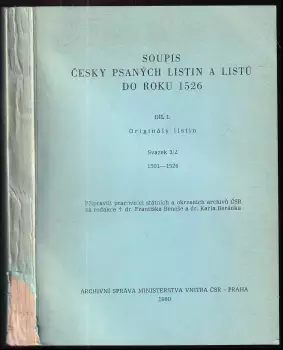 SOUPIS
ČESKY PSANÝCH LISTIN A LISTŮ
DO ROKU 1526
Díl I.
Originály listin
Svazek 1/2
1501—1526
Připravili pracovníci státních a okresních archivů ČSR
za redakce † dr. Františka Beneše a dr. Karla Beránka
ARCHIVNÍ SPRÁVA MINISTERSTVA VNITRA ČSR - PRAHA
1980